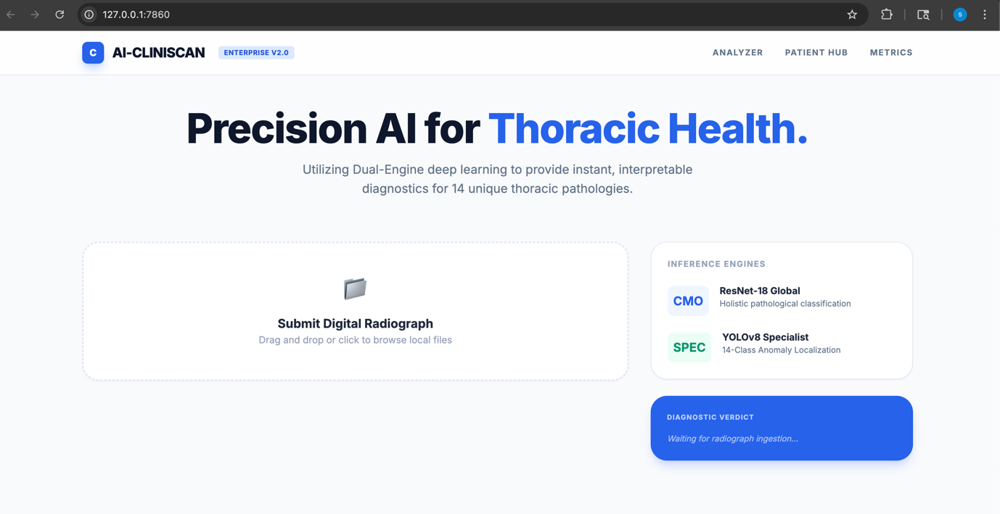 127.0.0.1:7860
S
C
AI-CLINISCAN
ENTERPRISE V2.0
ANALYZER
PATIENT HUB
METRICS
Precision AI for Thoracic Health.
Utilizing Dual-Engine deep learning to provide instant, interpretable
diagnostics for 14 unique thoracic pathologies.
Submit Digital Radiograph
Drag and drop or click to browse local files
INFERENCE ENGINES
CMO
ResNet-18 Global
Holistic pathological classification
SPEC
YOLOv8 Specialist
14-Class Anomaly Localization
DIAGNOSTIC VERDICT
Waiting for radiograph ingestion...